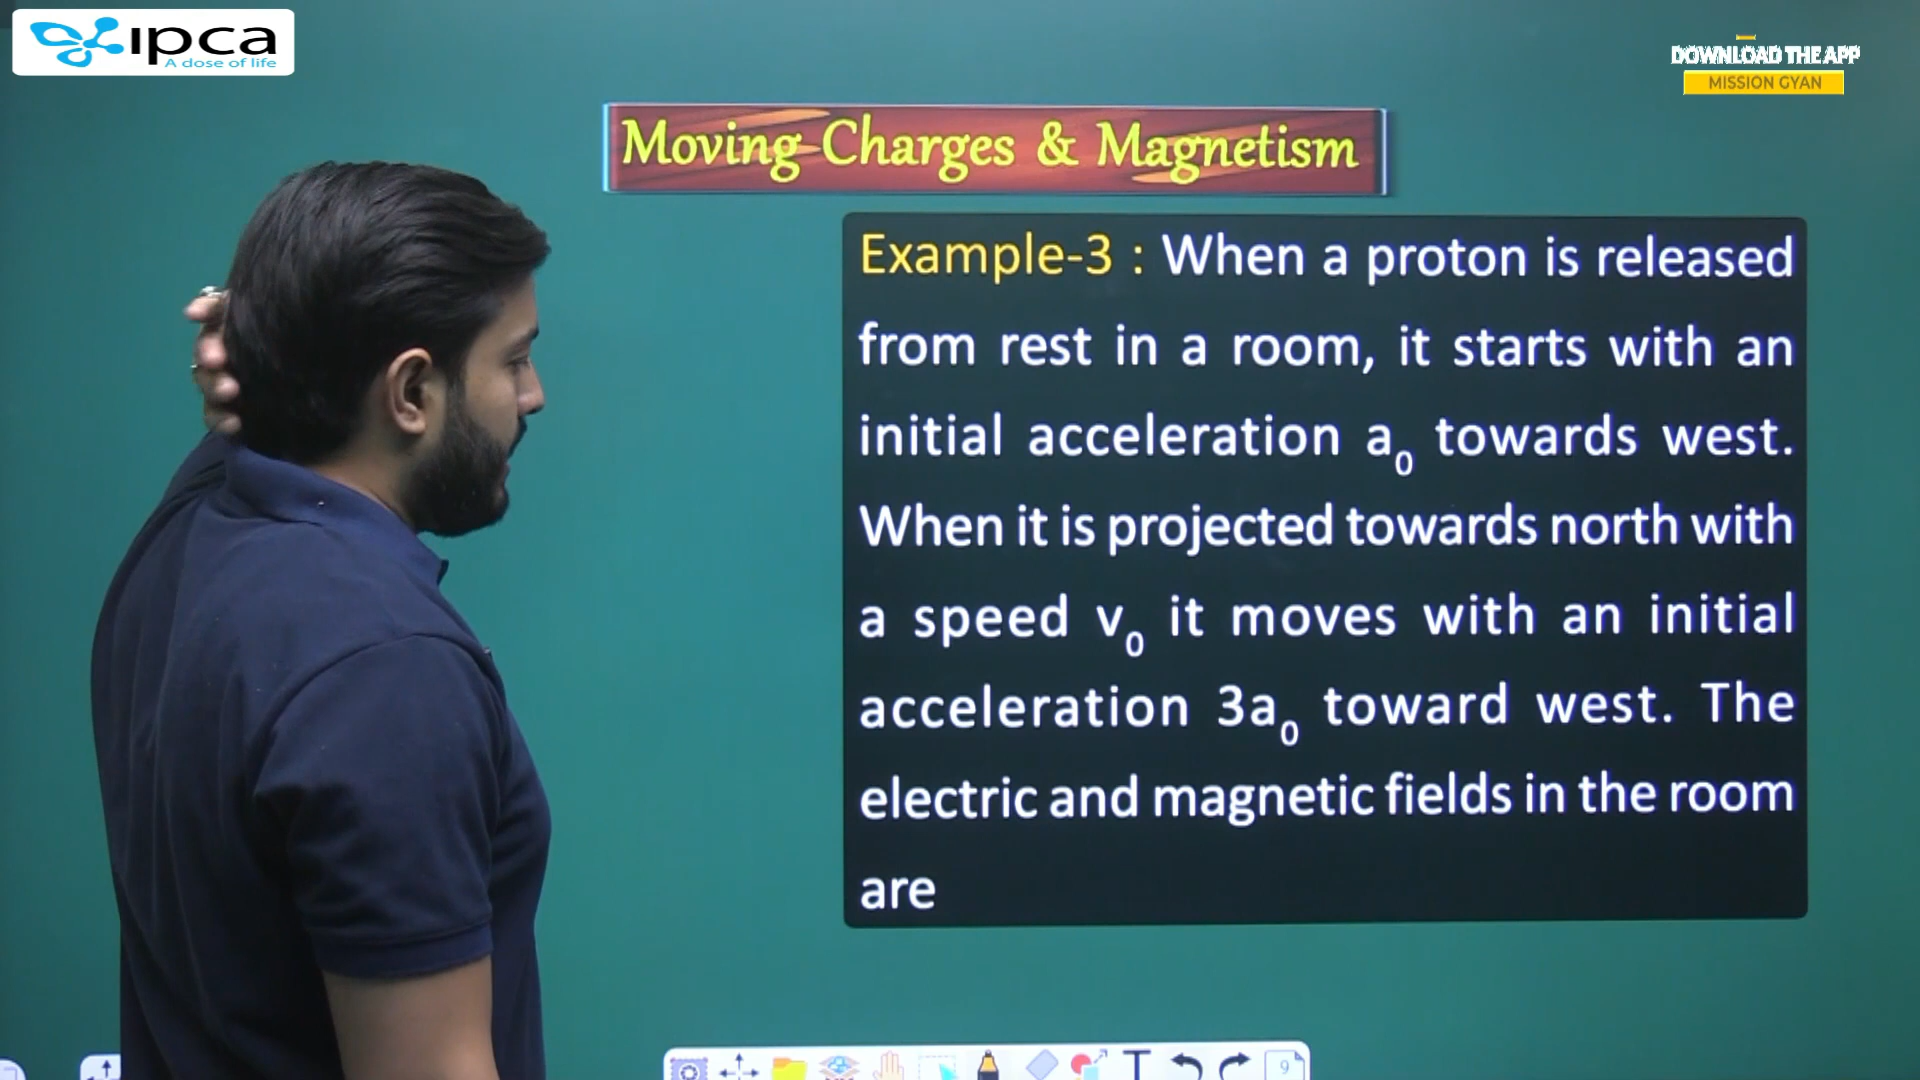 ipca
A dose of life
DOWNLOAD THE APP
MISSION GYAN
Moving Charges & Magnetism
Example-3 : When a proton is released
from rest in a room, it starts with an
initial acceleration a₀ towards west.
When it is projected towards north with
a speed v₀ it moves with an initial
acceleration 3a₀ toward west. The
electric and magnetic fields in the room
are
T
9